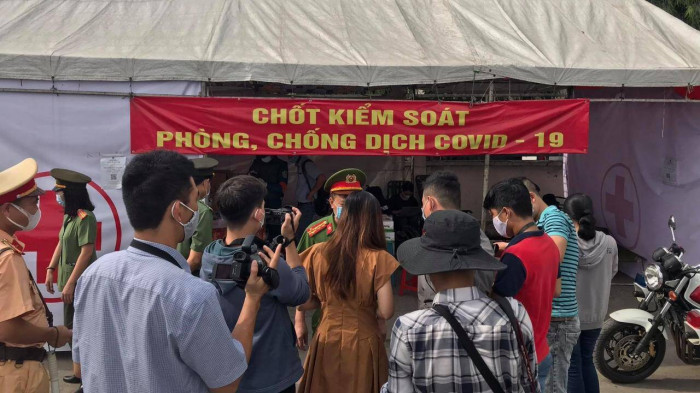 CHỐT KIỂM SOÁT
PHÒNG, CHỐNG DỊCH COVID - 19